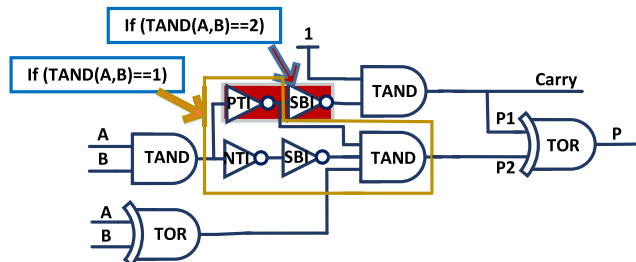 If (TAND(A,B)==2)
1
If (TAND(A,B)==1)
PTI
SBI
TAND
Carry
A
B
TAND
NTI
SBI
TAND
P1
P2
TOR
P
A
B
TOR